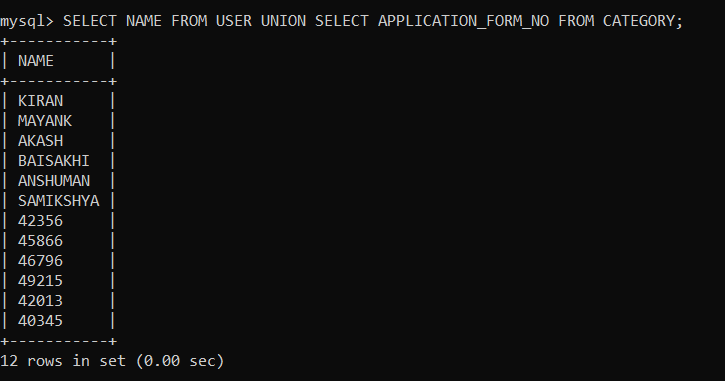 mysql> SELECT NAME FROM USER UNION SELECT APPLICATION_FORM_NO FROM CATEGORY;
+-----------+
| NAME      |
+-----------+
| KIRAN     |
| MAYANK    |
| AKASH     |
| BAISAKHI  |
| ANSHUMAN  |
| SAMIKSHYA |
| 42356     |
| 45866     |
| 46796     |
| 49215     |
| 42013     |
| 40345     |
+-----------+
12 rows in set (0.00 sec)